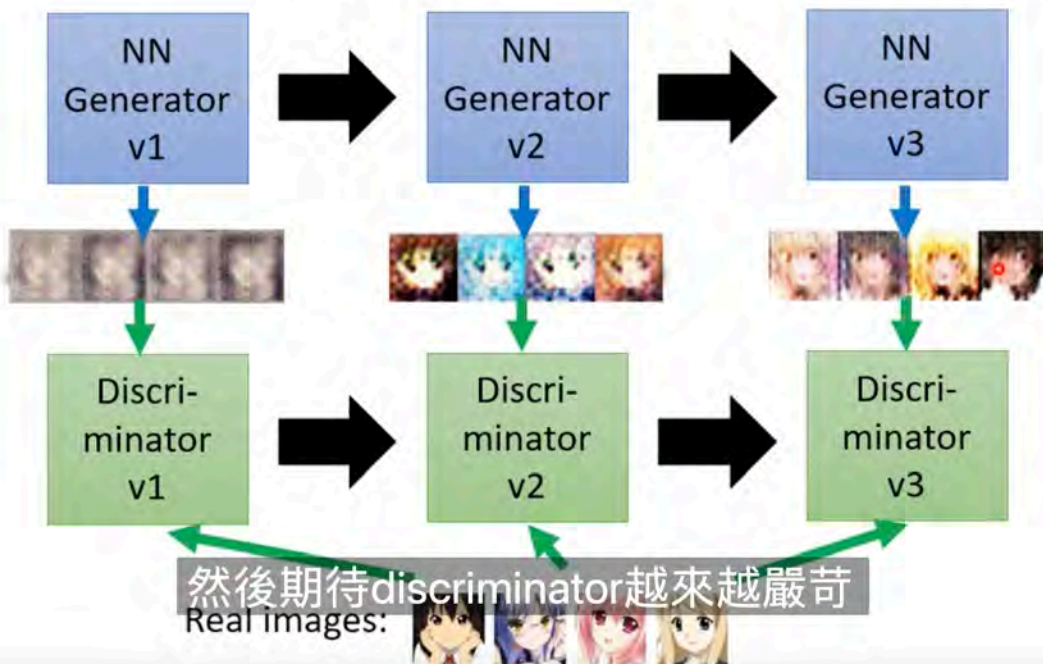 NN
Generator
v1
NN
Generator
v2
NN
Generator
v3
Discri-
minator
v1
Discri-
minator
v2
Discri-
minator
v3
然後期待discriminator越來越嚴苛
Real images: